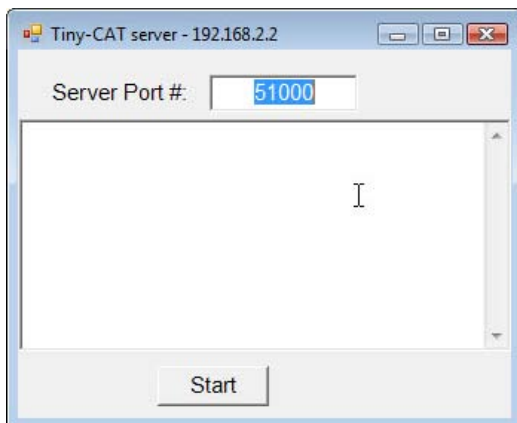 Tiny-CAT server - 192.168.2.2
Server Port #: 51000
Start